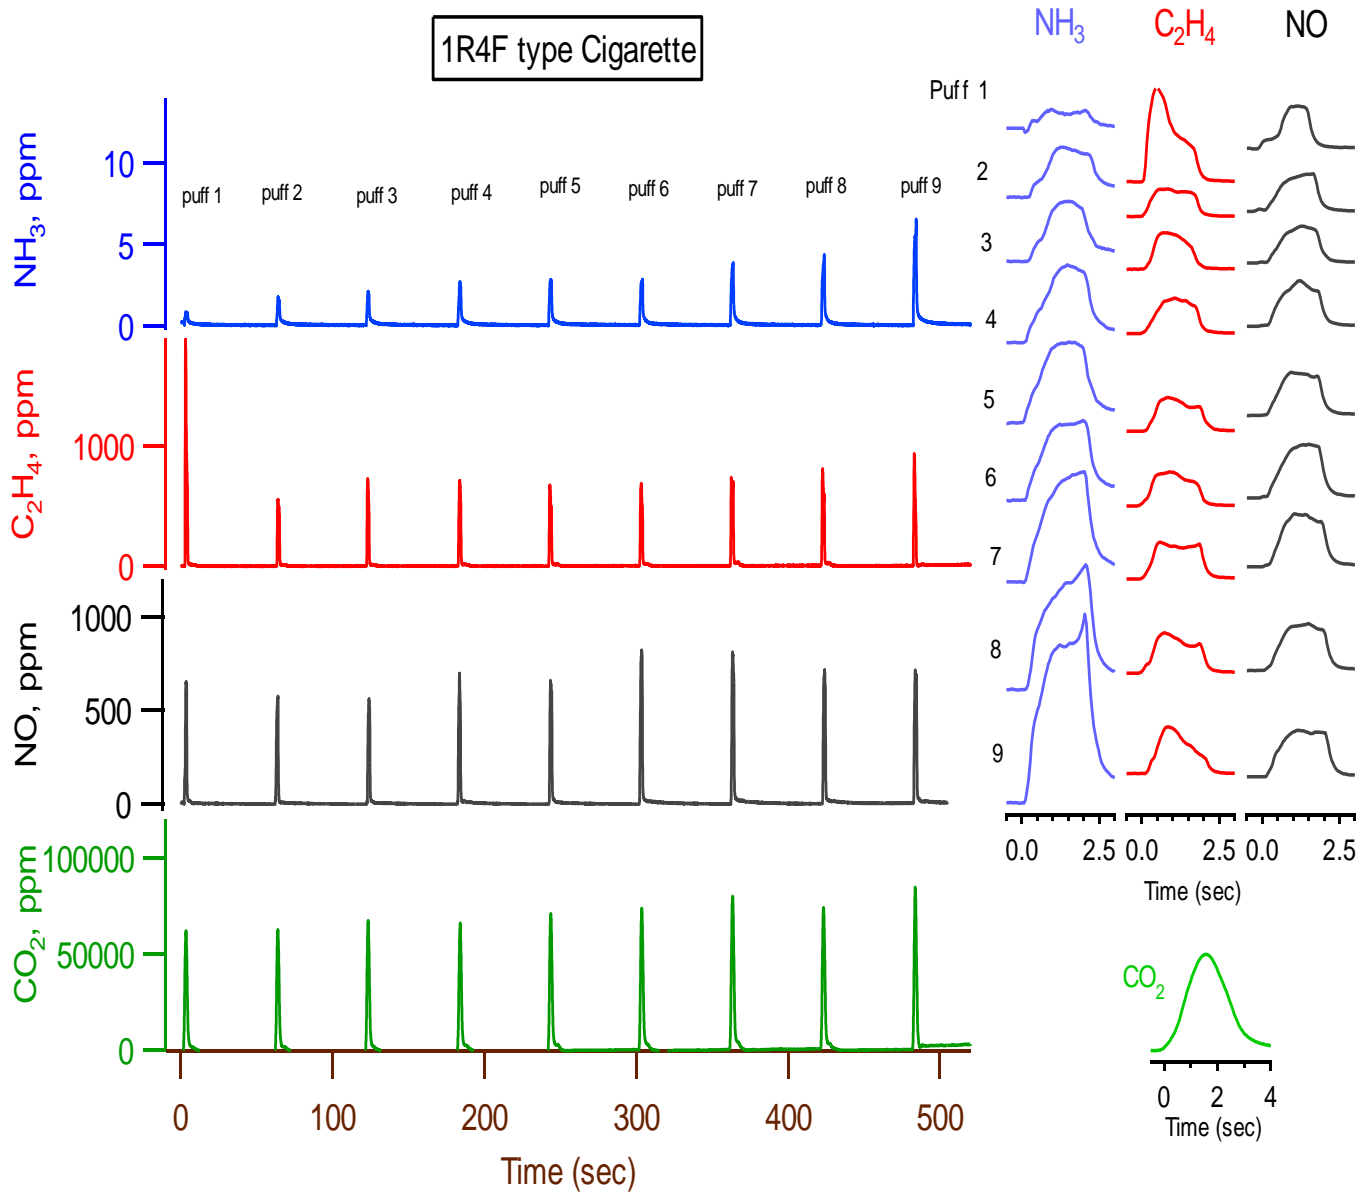 1R4F type Cigarette
NH₃ C₂H₄ NO
Puff 1
2
3
4
5
6
7
8
9
NH₃, ppm
10
5
0
puff 1 puff 2 puff 3 puff 4 puff 5 puff 6 puff 7 puff 8 puff 9
C₂H₄, ppm
1000
0
NO, ppm
1000
500
0
CO₂, ppm
100000
50000
0
0 100 200 300 400 500
Time (sec)
0.0 2.5 0.0 2.5 0.0 2.5
Time (sec)
CO₂
0 2 4
Time (sec)